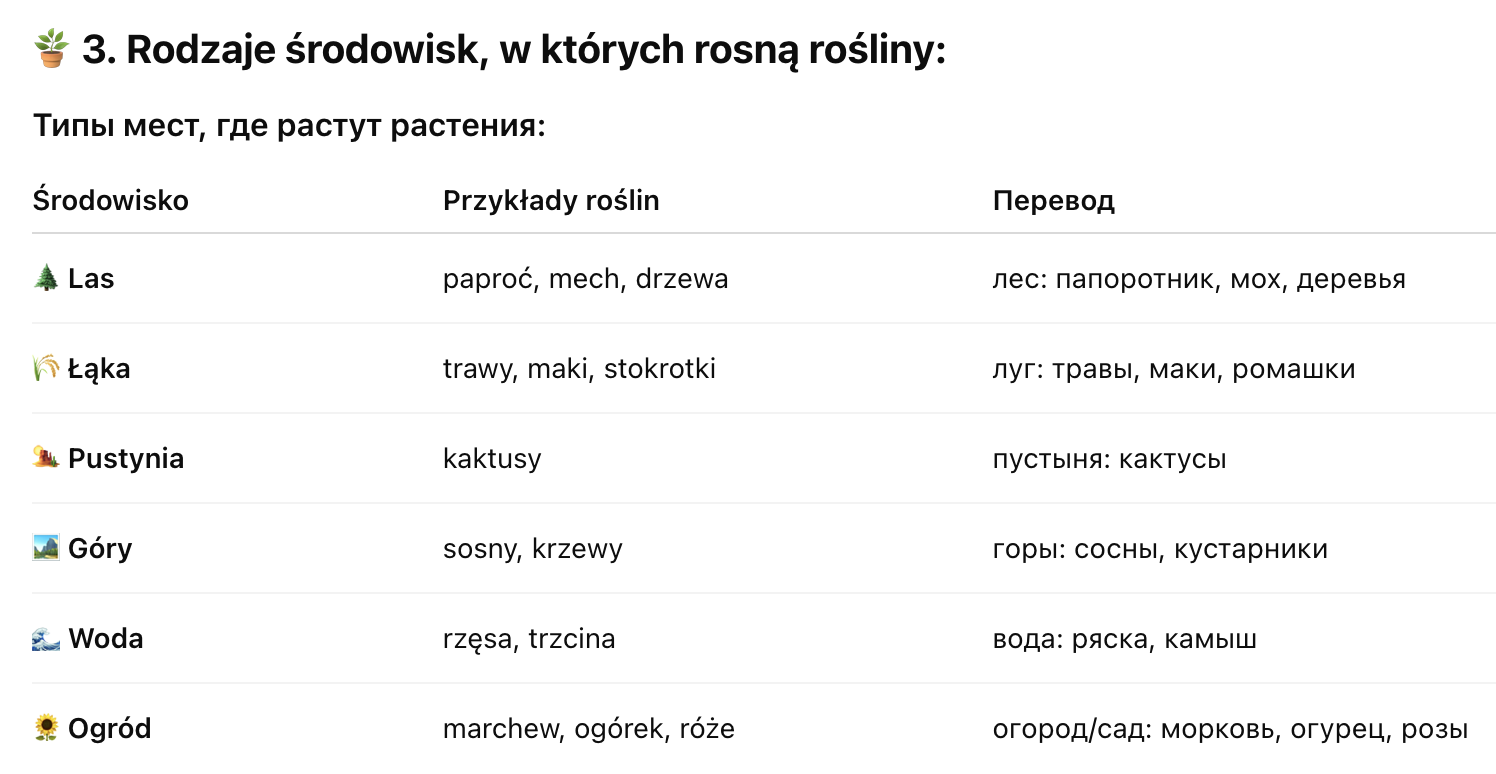 🪴 3. Rodzaje środowisk, w których rosną rośliny:
Типы мест, где растут растения:
Środowisko Przykłady roślin Перевод
🌲 Las paproć, mech, drzewa лес: папоротник, мох, деревья
🌾 Łąka trawy, maki, stokrotki луг: травы, маки, ромашки
🏜️ Pustynia kaktusy пустыня: кактусы
🏞️ Góry sosny, krzewy горы: сосны, кустарники
🌊 Woda rzęsa, trzcina вода: ряска, камыш
🌻 Ogród marchew, ogórek, róże огород/сад: морковь, огурец, розы